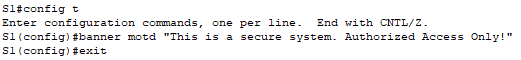 S1#config t
Enter configuration commands, one per line.  End with CNTL/Z.
S1(config)#banner motd "This is a secure system. Authorized Access Only!"
S1(config)#exit